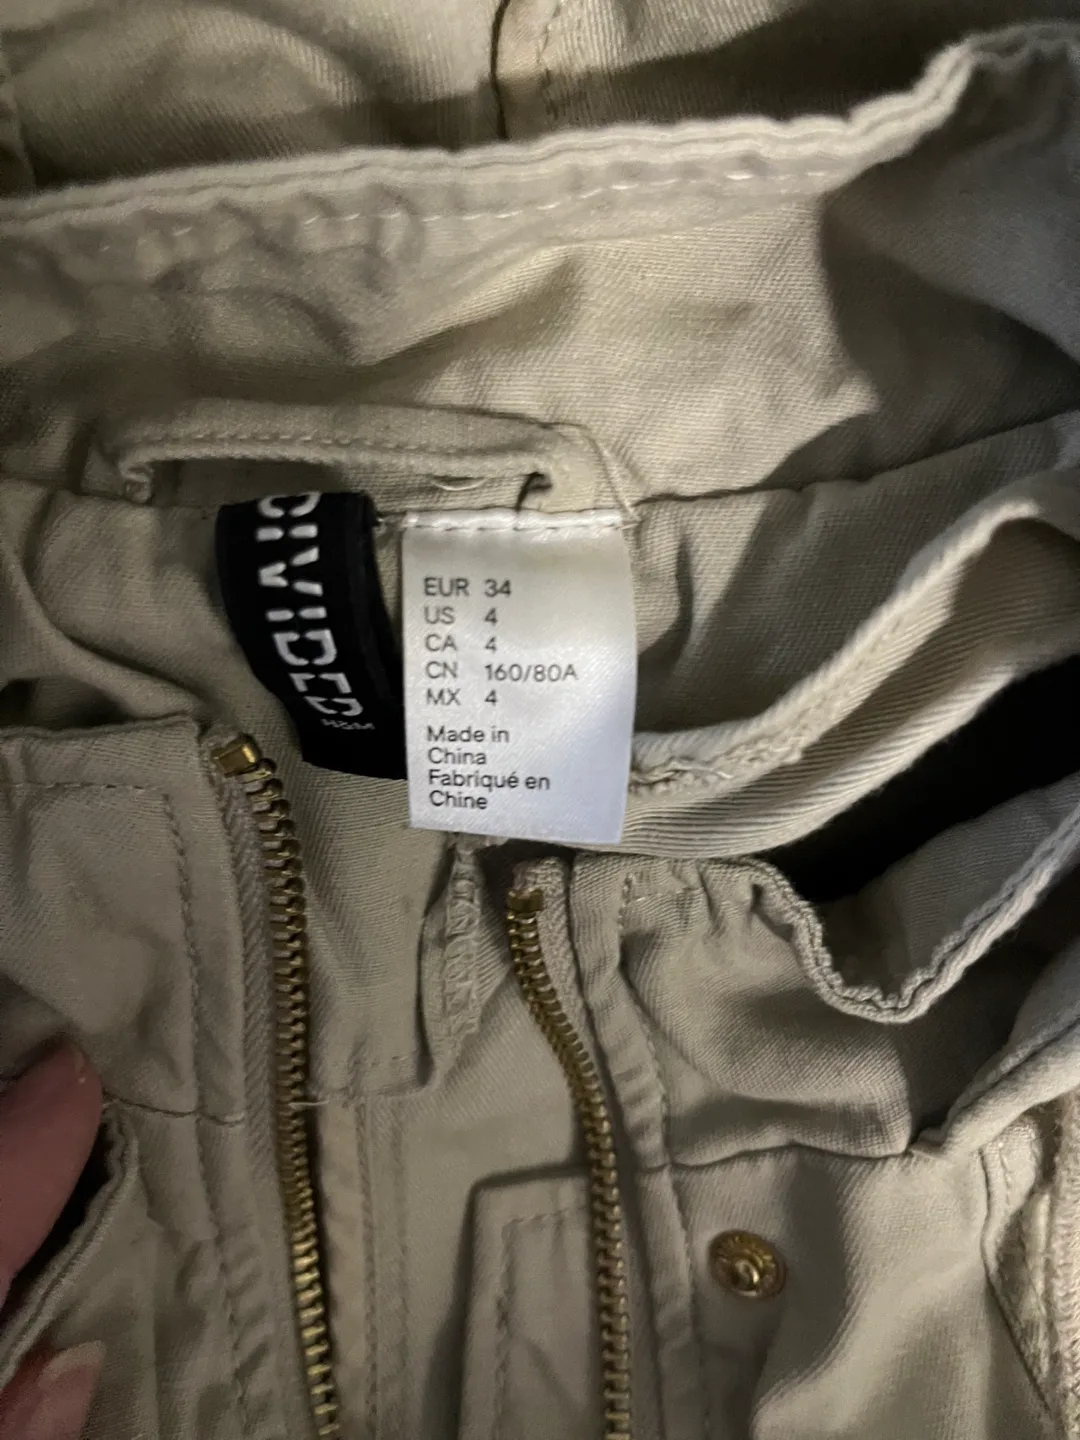 DIVIDED
H&M
EUR 34
US 4
CA 4
CN 160/80A
MX 4
Made in
China
Fabriqué en
Chine